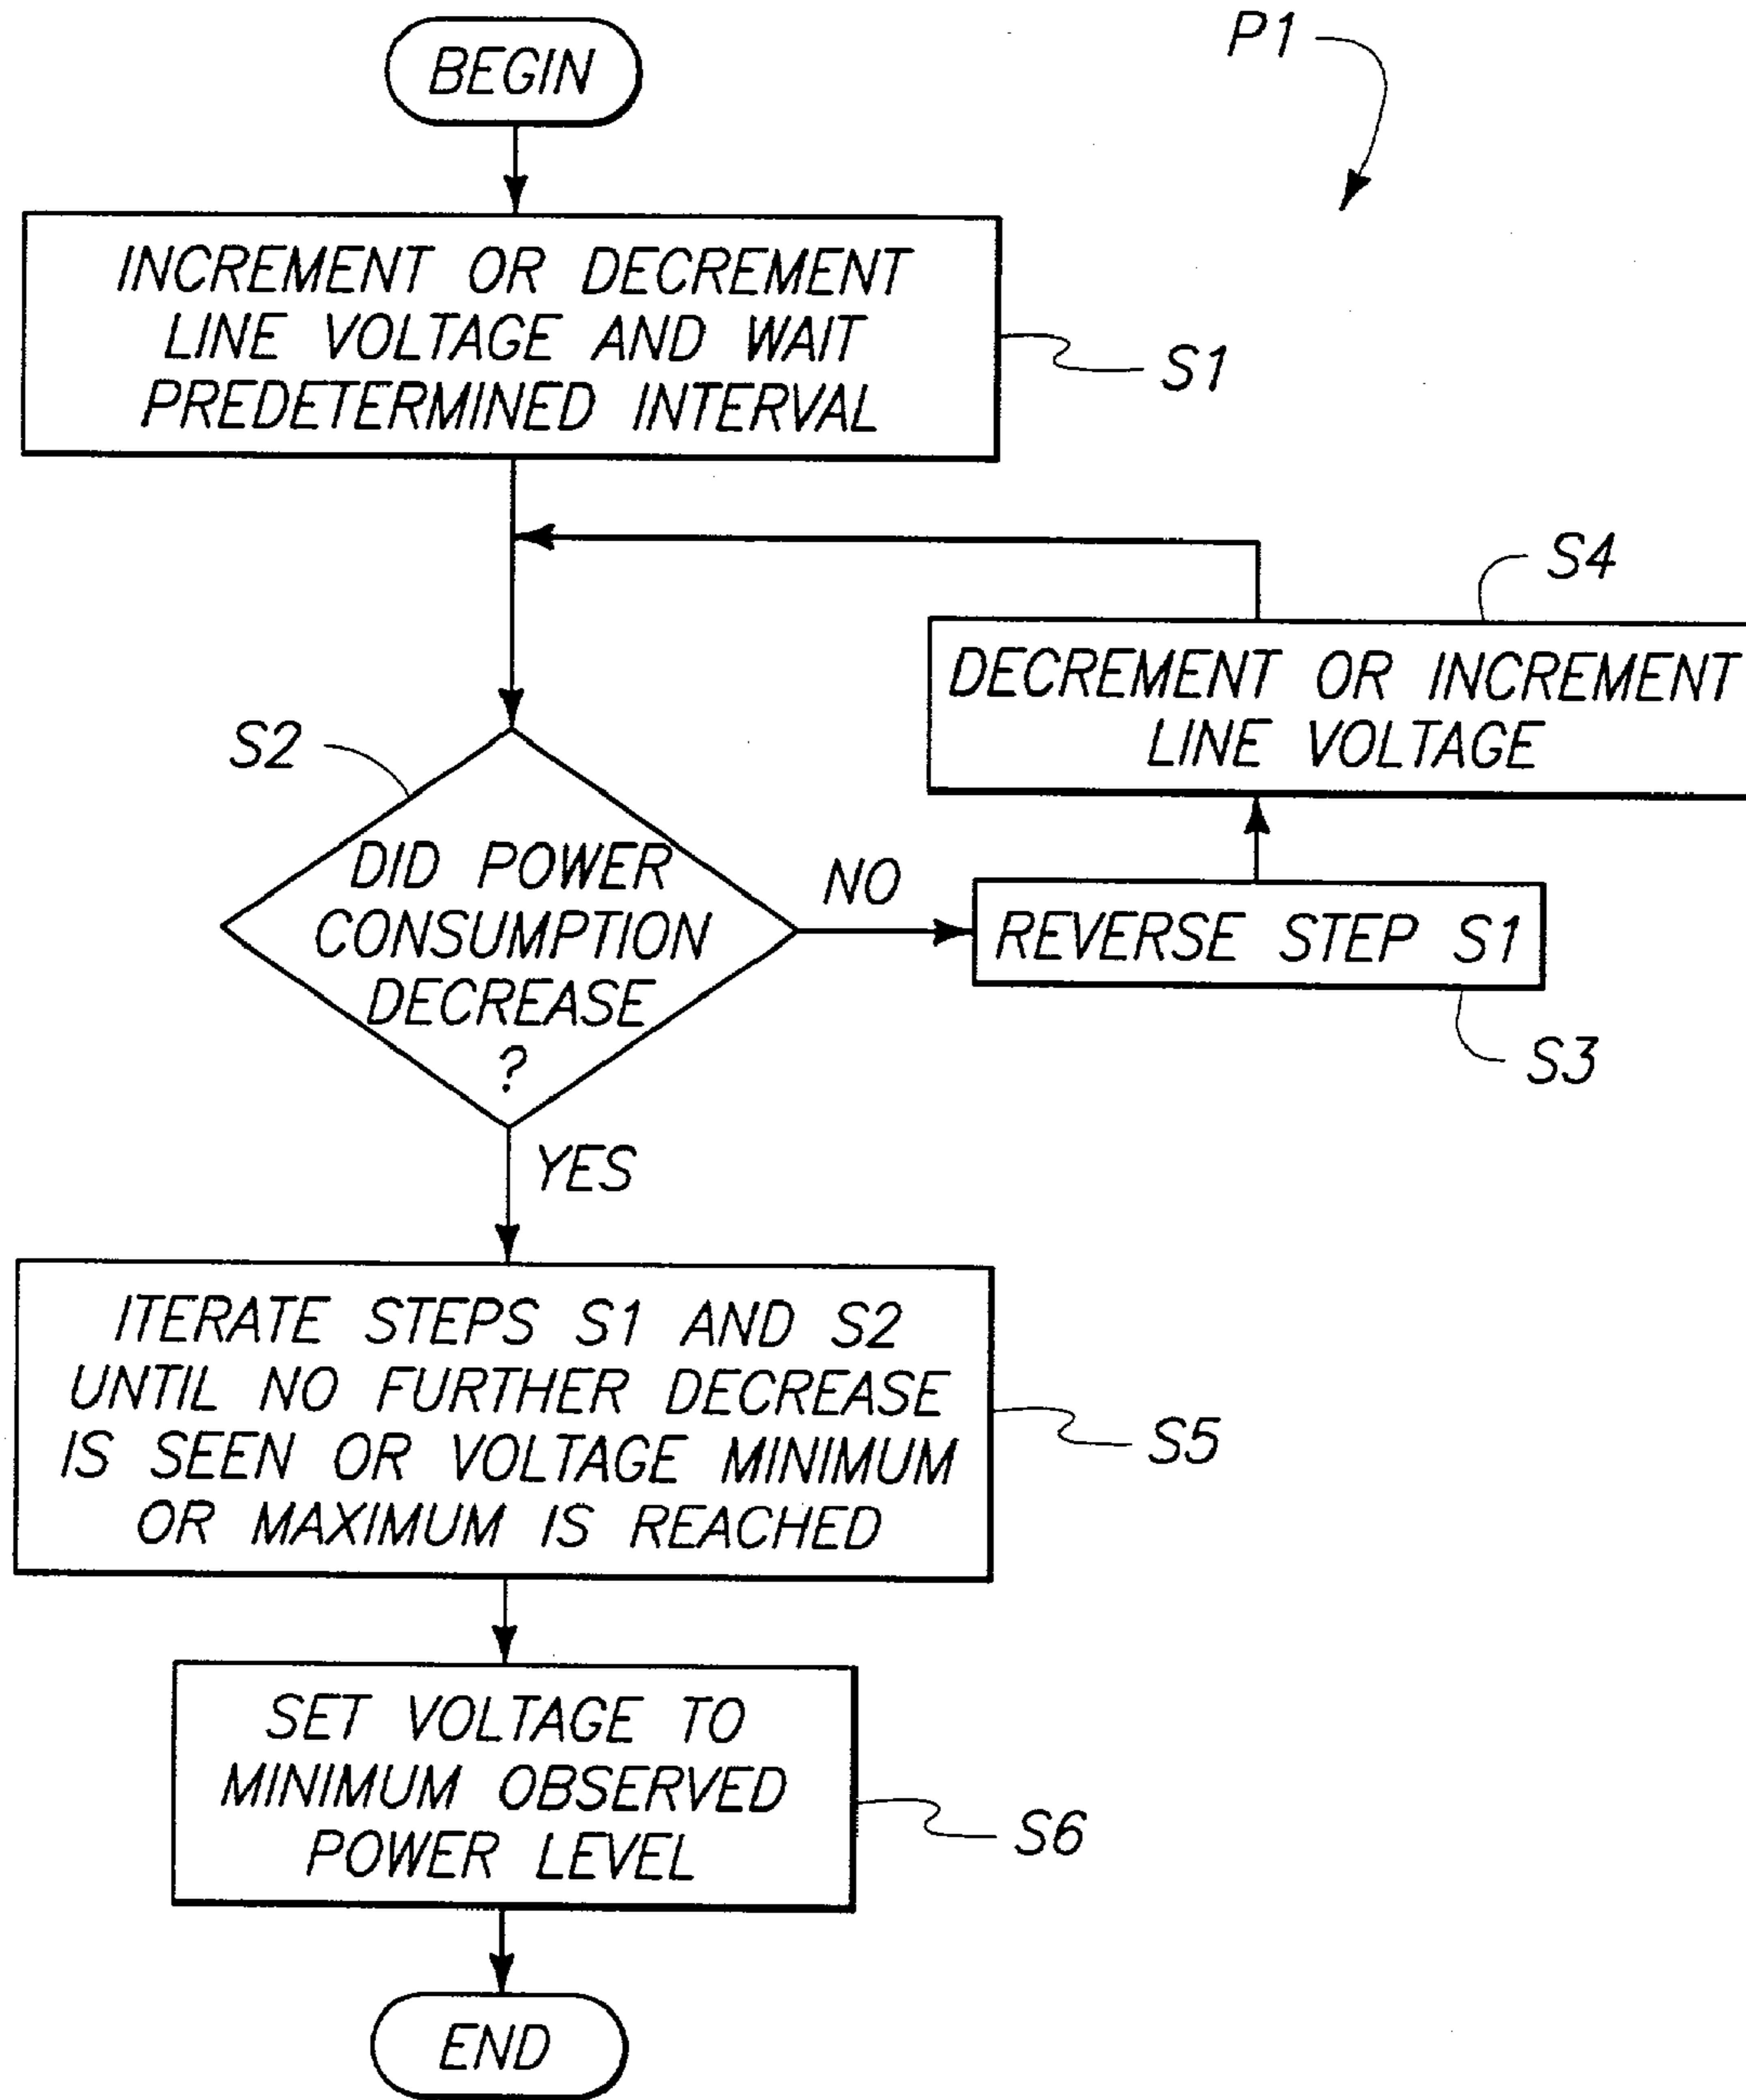 BEGIN
P1
INCREMENT OR DECREMENT
LINE VOLTAGE AND WAIT
PREDETERMINED INTERVAL
S1
S4
DECREMENT OR INCREMENT
LINE VOLTAGE
S2
DID POWER
CONSUMPTION
DECREASE
?
NO
REVERSE STEP S1
S3
YES
ITERATE STEPS S1 AND S2
UNTIL NO FURTHER DECREASE
IS SEEN OR VOLTAGE MINIMUM
OR MAXIMUM IS REACHED
S5
SET VOLTAGE TO
MINIMUM OBSERVED
POWER LEVEL
S6
END